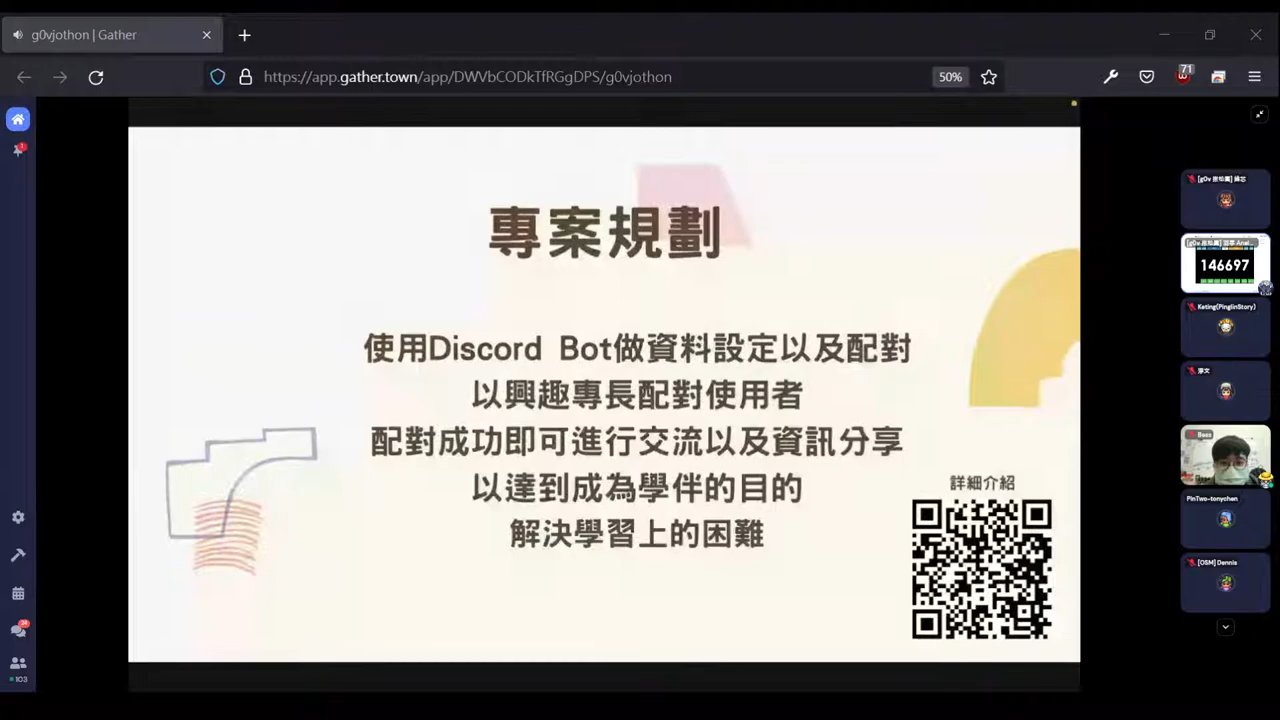 g0vjothon | Gather
https://app.gather.town/app/DWVbCODkTfRGgDPS/g0vjothon
50%
71
1
專案規劃
使用Discord Bot做資料設定以及配對
以興趣專長配對使用者
配對成功即可進行交流以及資訊分享
以達到成為學伴的目的
解決學習上的困難
詳細介紹
146697
Keting(PinglinStory)
Bess
PinTwo-tonychen
[OSM] Dennis
103